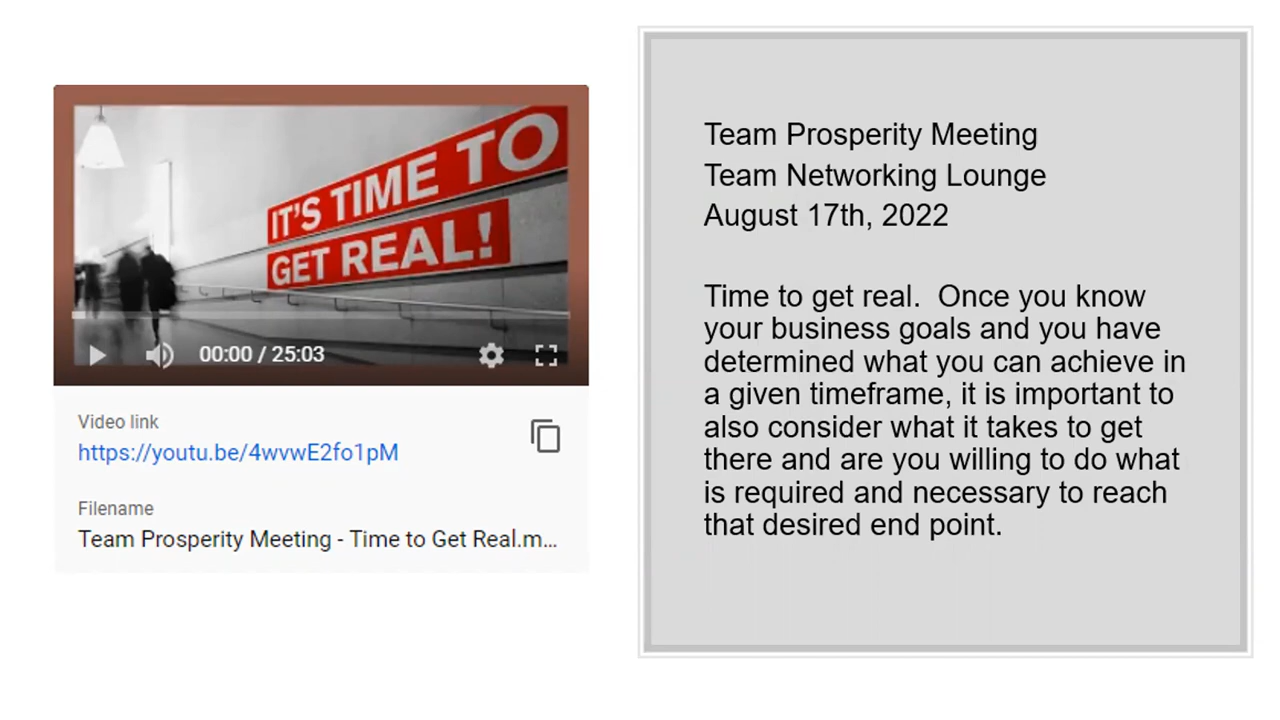 IT'S TIME TO
GET REAL!
00:00 / 25:03
Video link
https://youtu.be/4wvwE2fo1pM
Filename
Team Prosperity Meeting - Time to Get Real.m...
Team Prosperity Meeting
Team Networking Lounge
August 17th, 2022
Time to get real.  Once you know
your business goals and you have
determined what you can achieve in
a given timeframe, it is important to
also consider what it takes to get
there and are you willing to do what
is required and necessary to reach
that desired end point.